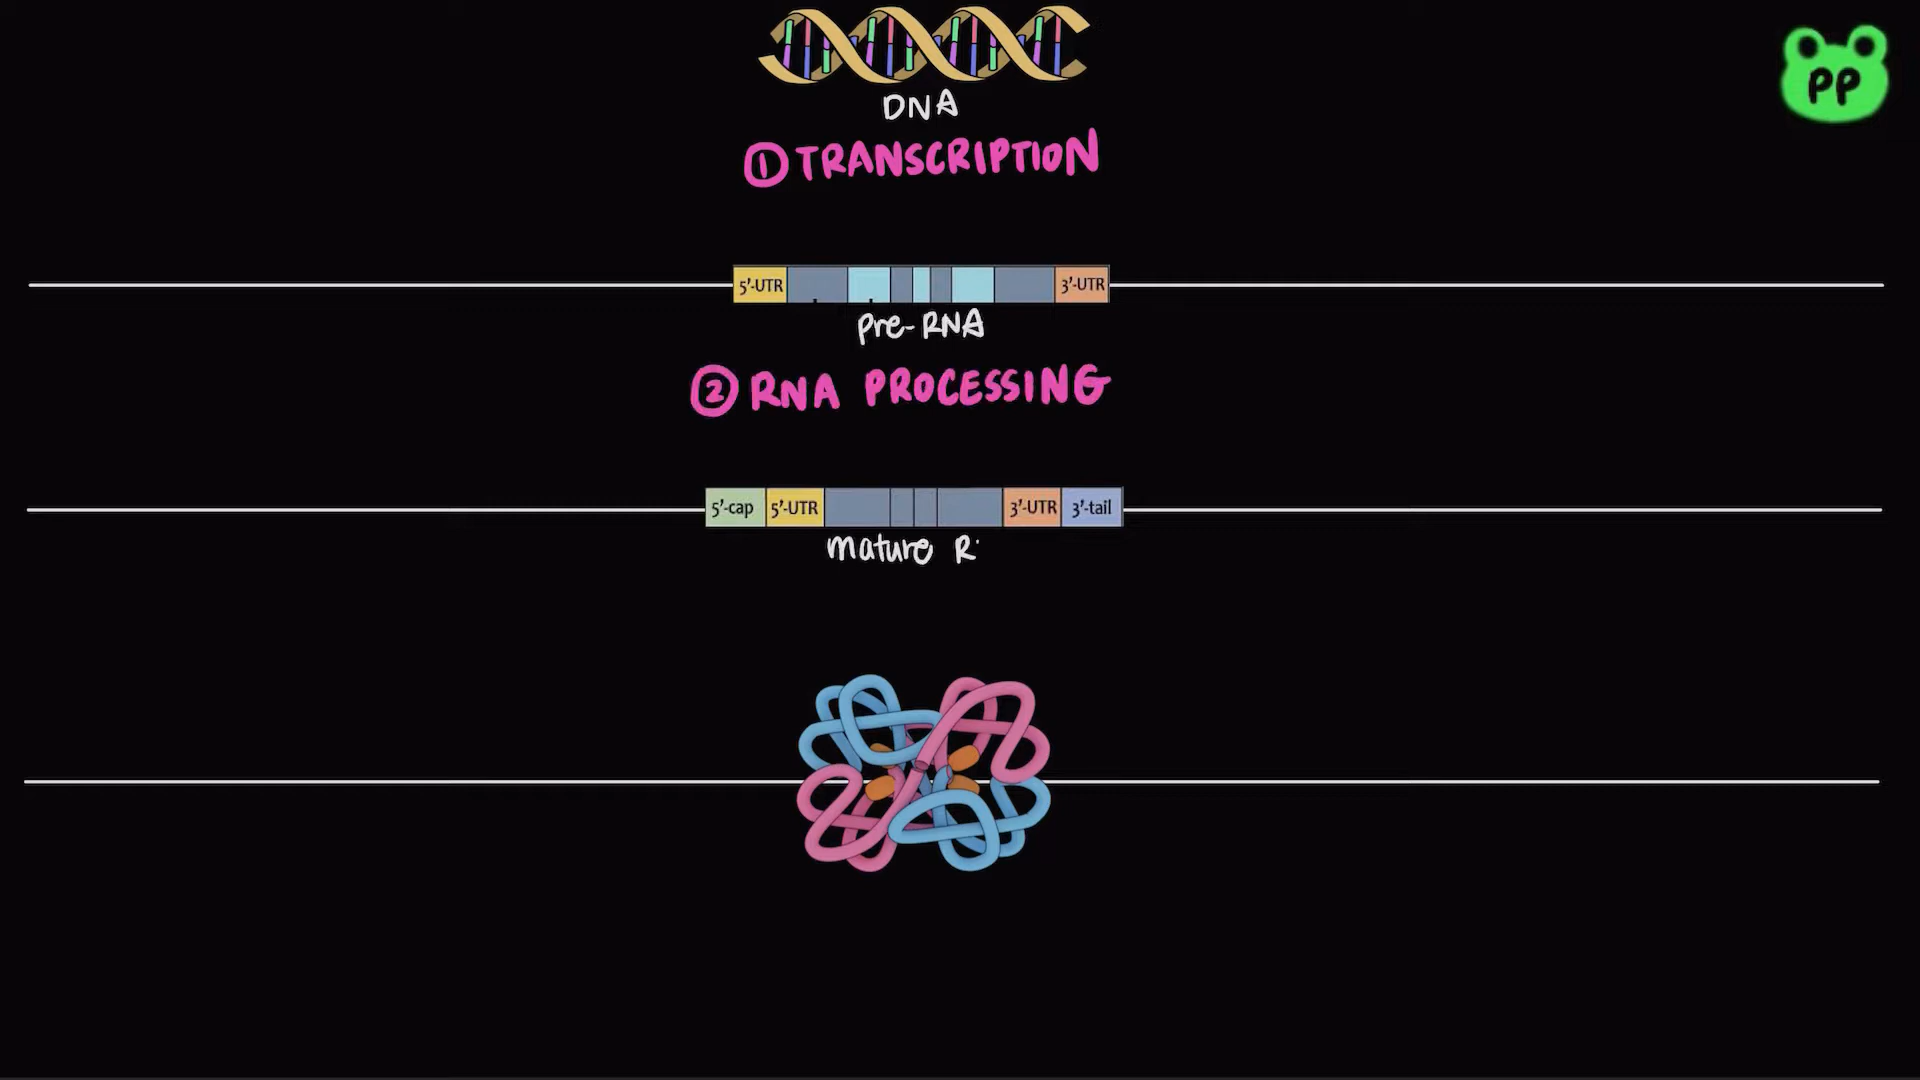 PP
DNA
① TRANSCRIPTION
5'-UTR 3'-UTR
Pre-RNA
② RNA PROCESSING
5'-cap 5'-UTR 3'-UTR 3'-tail
mature R